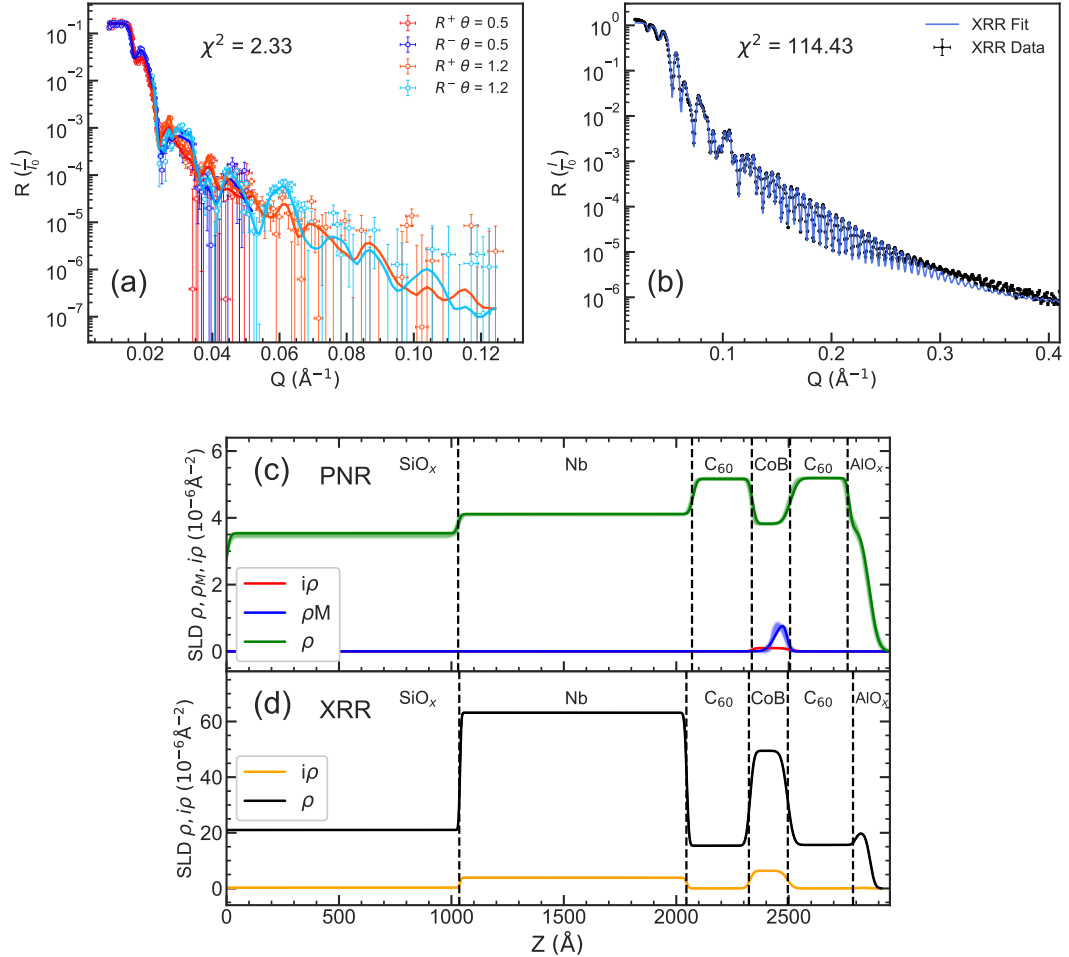 10⁻¹
10⁻²
10⁻³
10⁻⁴
10⁻⁵
10⁻⁶
10⁻⁷
R (I/I₀)
χ² = 2.33
R⁺ θ = 0.5
R⁻ θ = 0.5
R⁺ θ = 1.2
R⁻ θ = 1.2
(a)
0.02 0.04 0.06 0.08 0.10 0.12
Q (Å⁻¹)
10⁰
10⁻¹
10⁻²
10⁻³
10⁻⁴
10⁻⁵
10⁻⁶
R (I/I₀)
χ² = 114.43
XRR Fit
XRR Data
(b)
0.1 0.2 0.3 0.4
Q (Å⁻¹)
(c) PNR
SiOₓ Nb C₆₀ CoB C₆₀ AlOₓ
6
4
2
0
SLD ρ, ρ_M, iρ (10⁻⁶Å⁻²)
iρ
ρM
ρ
(d) XRR
SiOₓ Nb C₆₀ CoB C₆₀ AlOₓ
60
40
20
0
SLD ρ, iρ (10⁻⁶Å⁻²)
iρ
ρ
0 500 1000 1500 2000 2500
Z (Å)